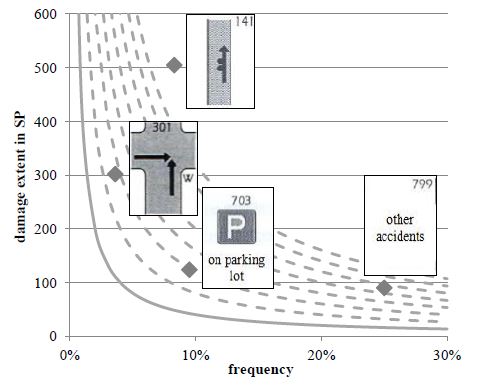 600
500
400
300
200
100
0
damage extent in SP
141
301
W
703
P
on parking
lot
799
other
accidents
0%
10%
20%
30%
frequency